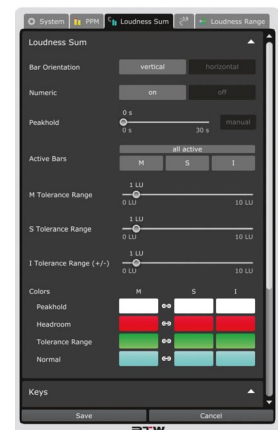 System PPM Loudness Sum Loudness Range
Loudness Sum
Bar Orientation vertical horizontal
Numeric on off
0 s
Peakhold manual
0 s 30 s
all active
Active Bars M S I
1 LU
M Tolerance Range
0 LU 10 LU
1 LU
S Tolerance Range
0 LU 10 LU
1 LU
I Tolerance Range (+/-)
0 LU 10 LU
Colors M S I
Peakhold
Headroom
Tolerance Range
Normal
Keys
Save Cancel
RTW